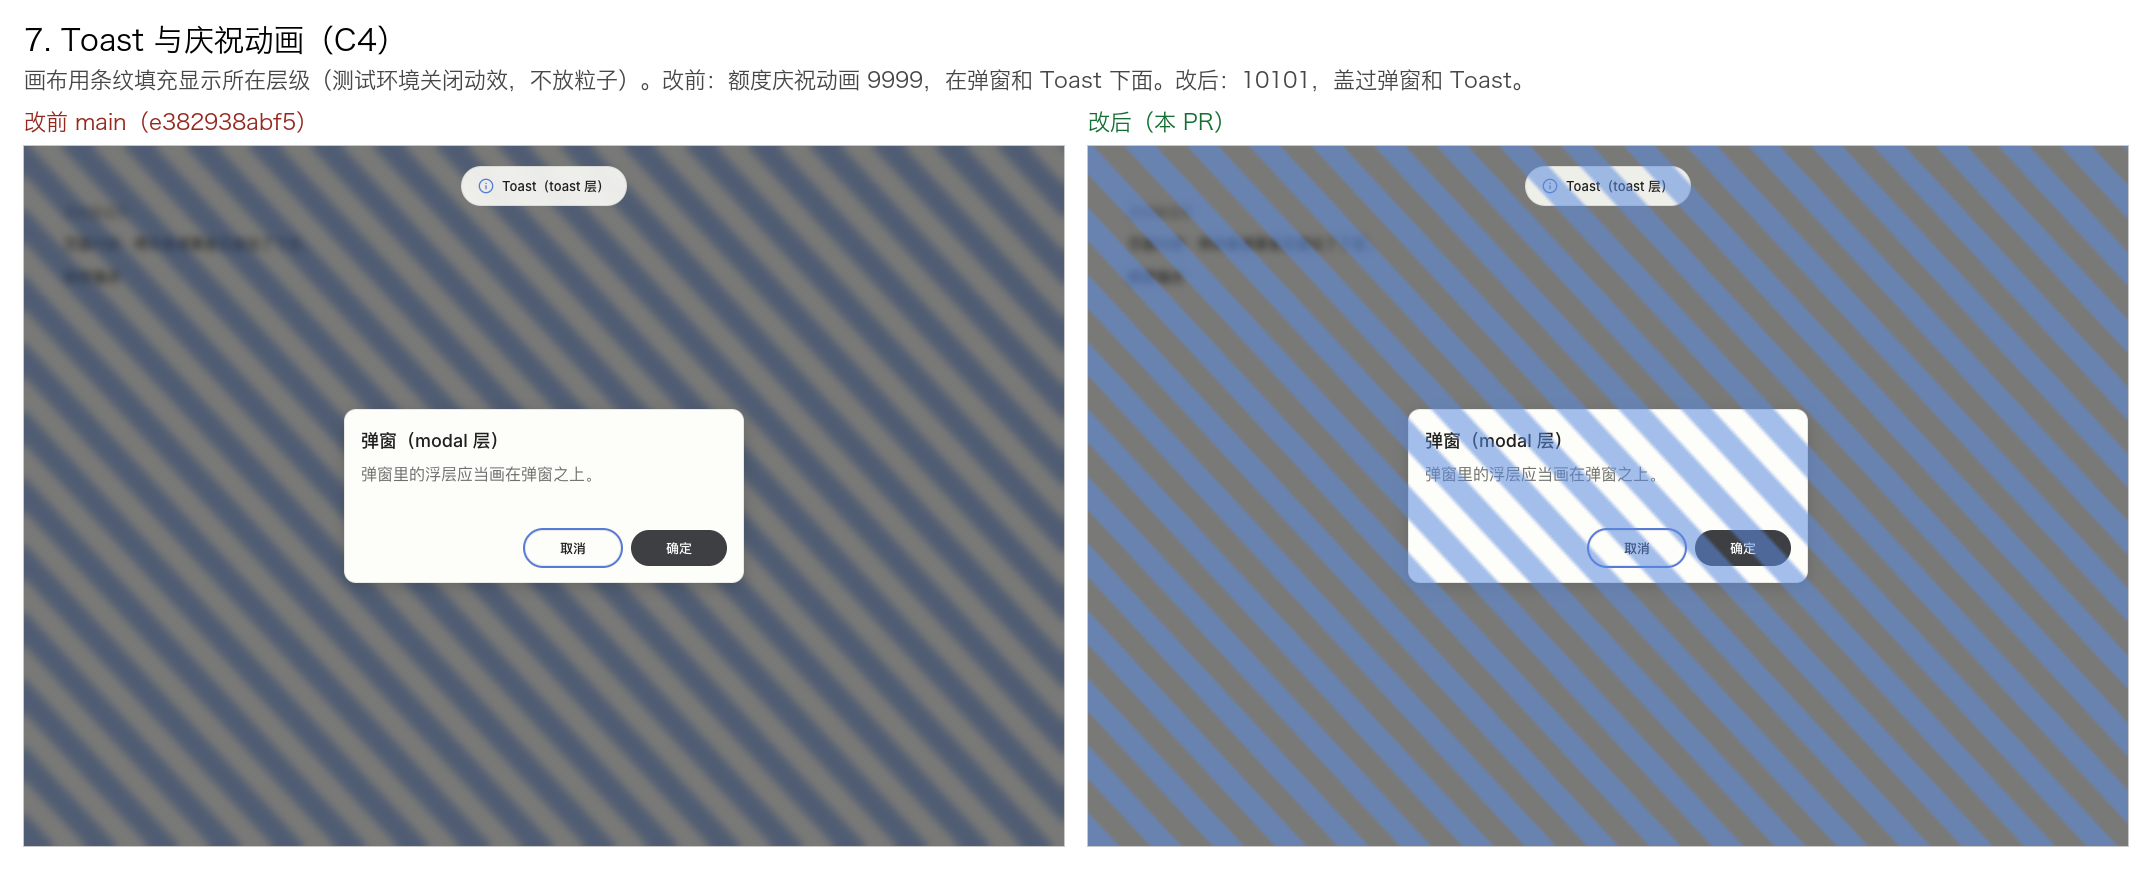 7. Toast 与庆祝动画（C4）
画布用条纹填充显示所在层级（测试环境关闭动效，不放粒子）。改前：额度庆祝动画 9999，在弹窗和 Toast 下面。改后：10101，盖过弹窗和 Toast。
改前 main（e382938abf5）
改后（本 PR）
Toast（toast 层）
弹窗（modal 层）
弹窗里的浮层应当画在弹窗之上。
取消
确定
Toast（toast 层）
弹窗（modal 层）
弹窗里的浮层应当画在弹窗之上。
取消
确定